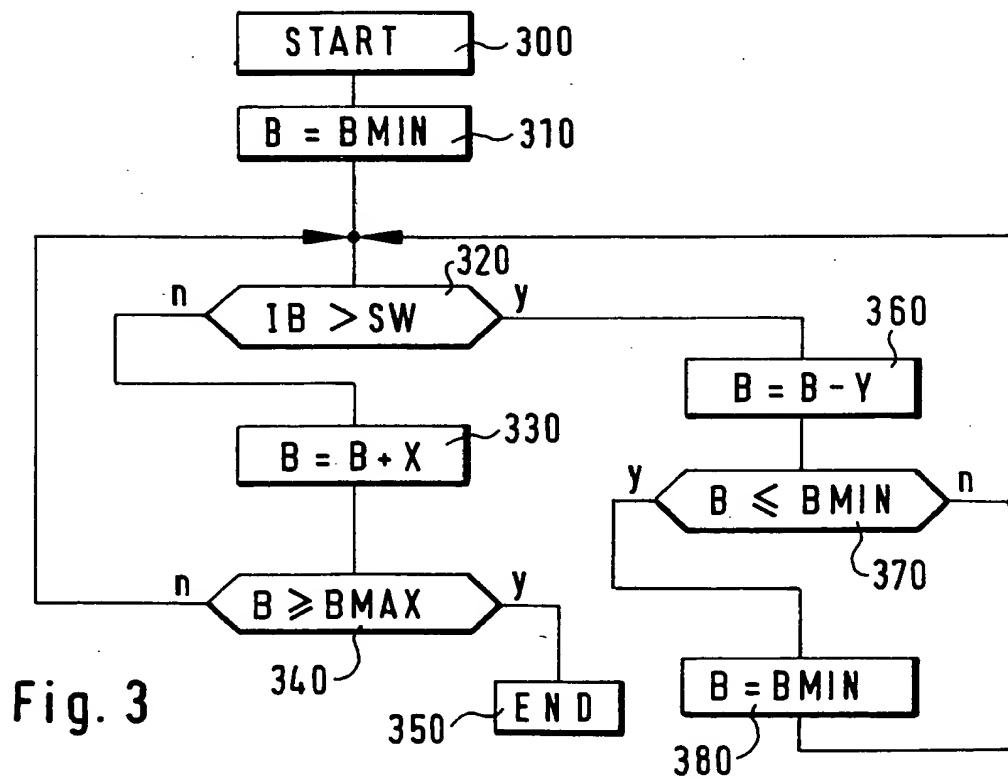 START 300
B = BMIN 310
320
n IB > SW y
360
B = B - Y
330
B = B + X
y B ⩽ BMIN n
370
n B ⩾ BMAX y
340
B = BMIN
380
END
350
Fig. 3